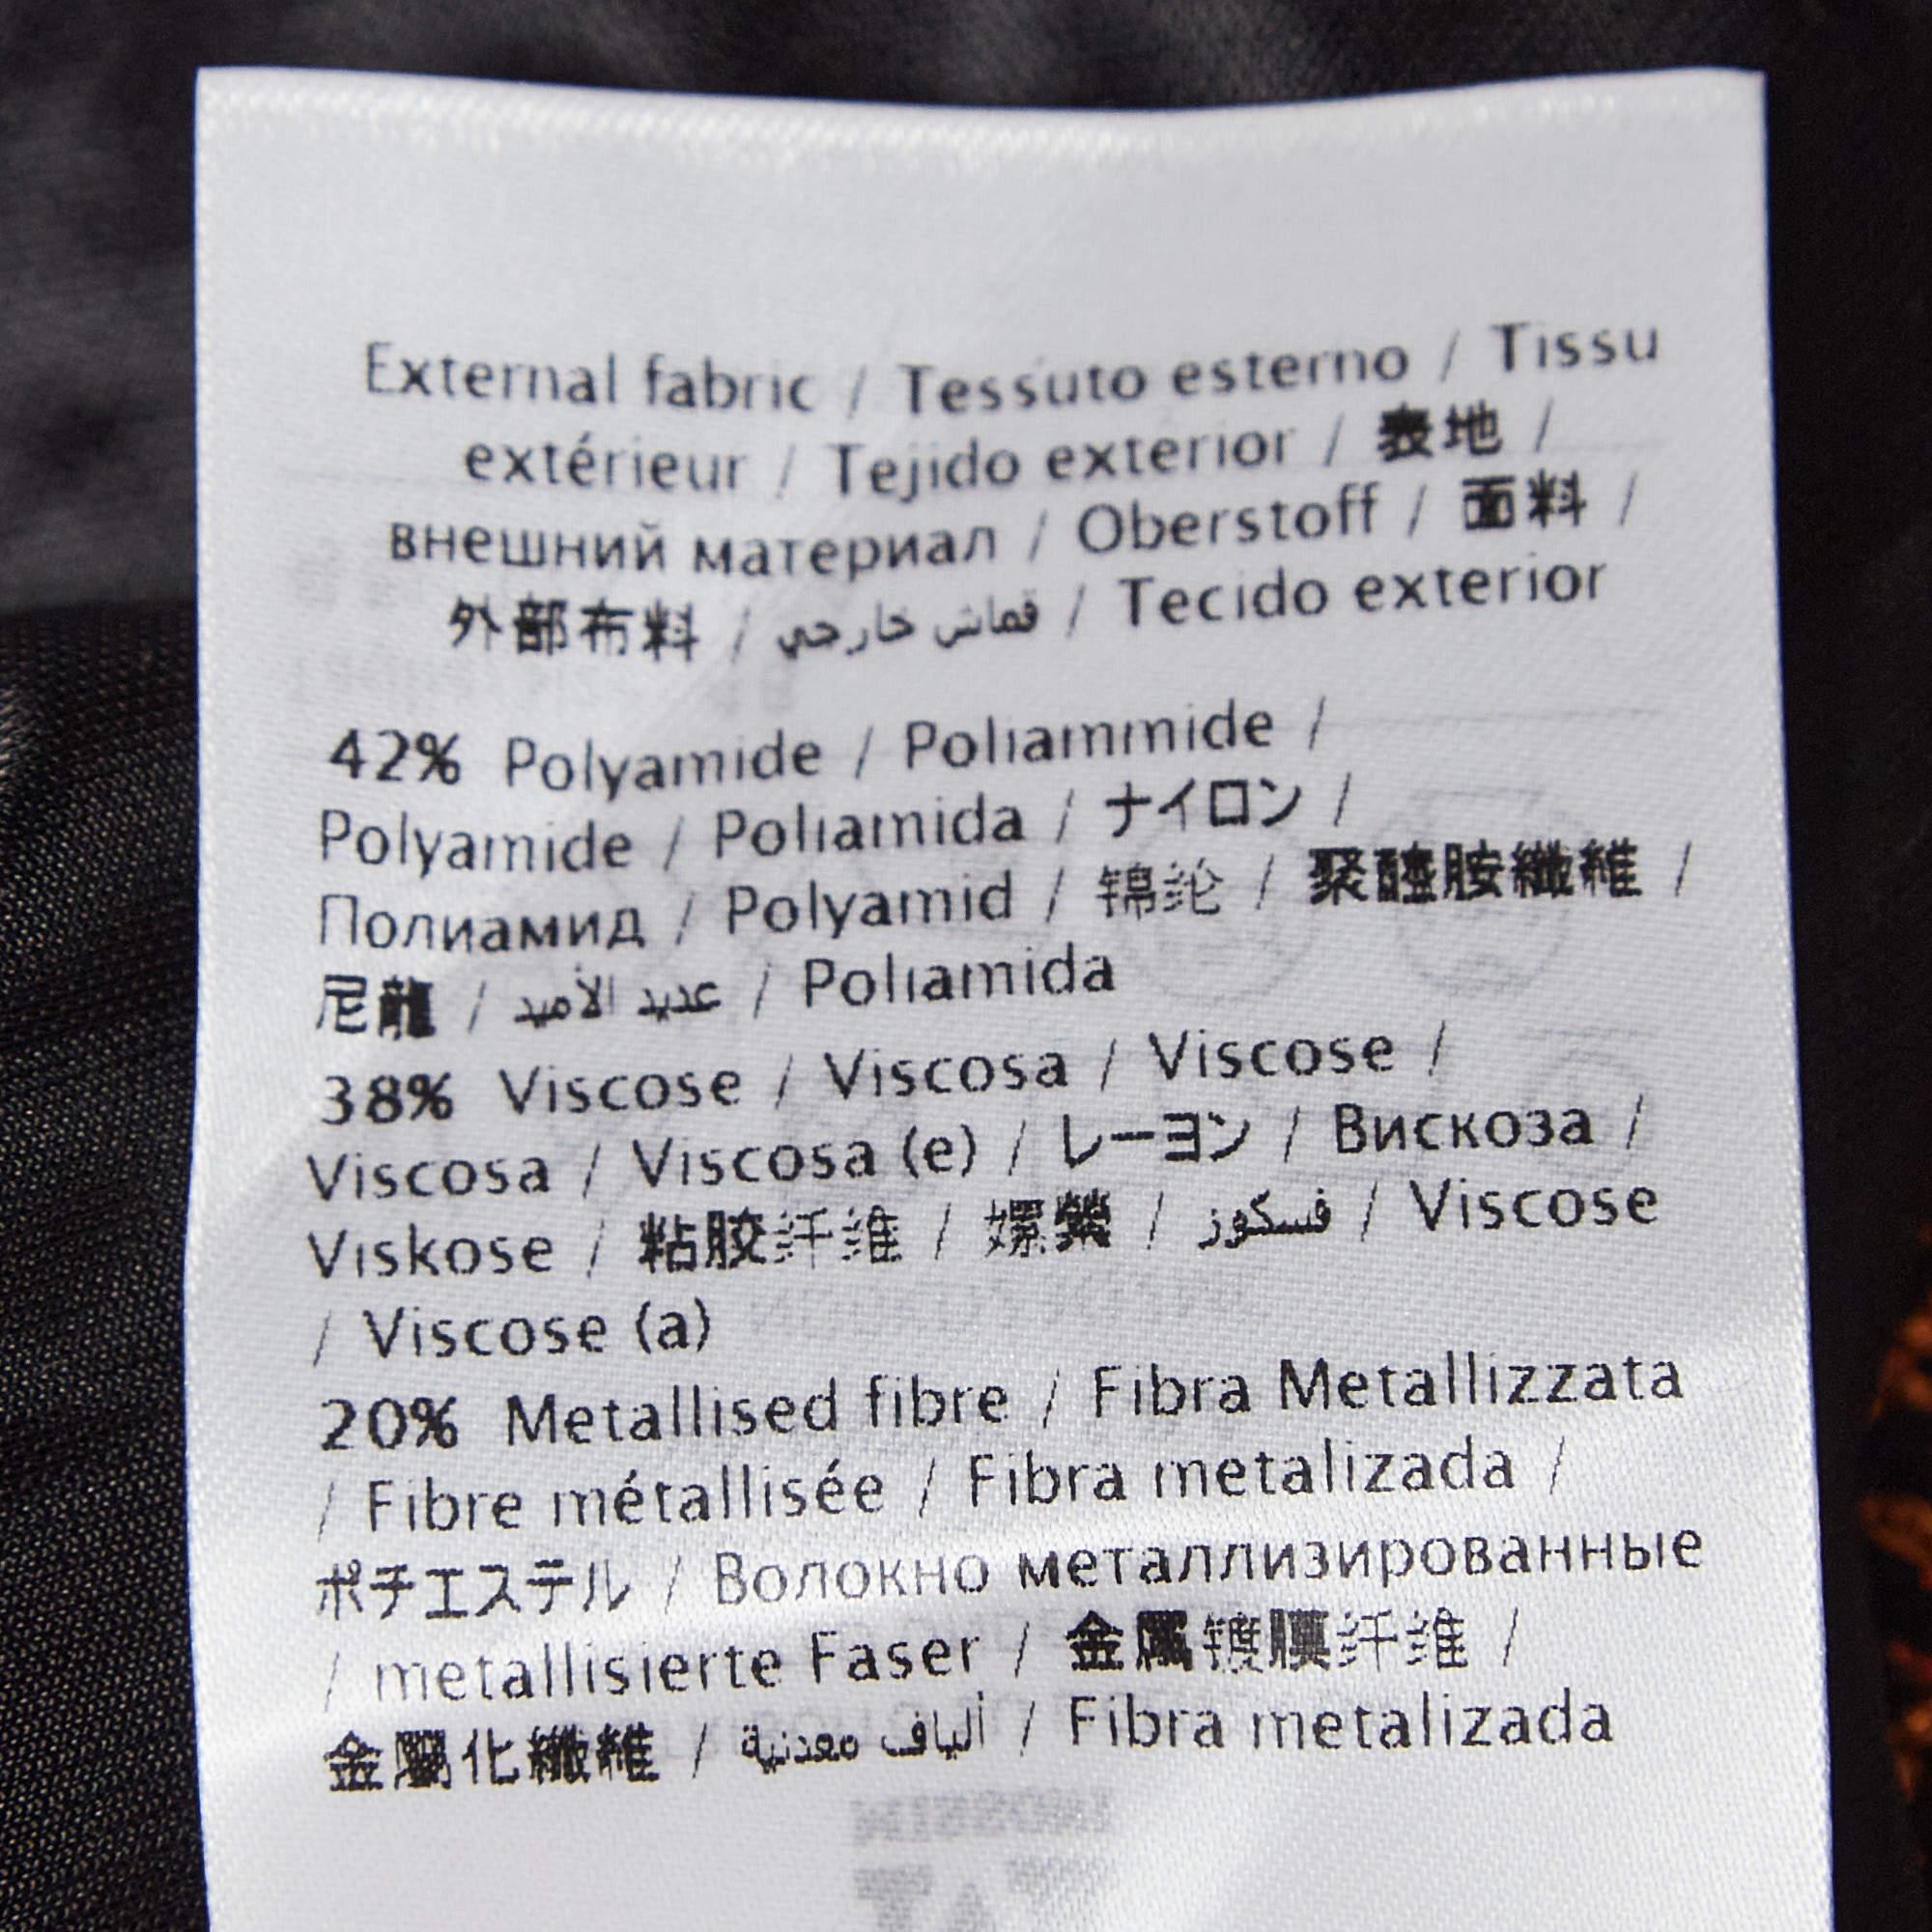 External fabric / Tessuto esterno / Tissu
extérieur / Tejido exterior / 表地 /
внешний материал / Oberstoff / 面料 /
外部布料 / قماش خارجي / Tecido exterior
42% Polyamide / Poliammide /
Polyamide / Poliamida / ナイロン /
Полиамид / Polyamid / 锦纶 / 聚醯胺纖維 /
尼龍 / عديد الأميد / Poliamida
38% Viscose / Viscosa / Viscose /
Viscosa / Viscosa (e) / レーヨン / Вискоза /
Viskose / 粘胶纤维 / 嫘縈 / فسكوز / Viscose
/ Viscose (a)
20% Metallised fibre / Fibra Metallizzata
/ Fibre métallisée / Fibra metalizada /
ポチエステル / Волокно металлизированные
/ metallisierte Faser / 金属镀膜纤维 /
金屬化纖維 / ألياف معدنية / Fibra metalizada